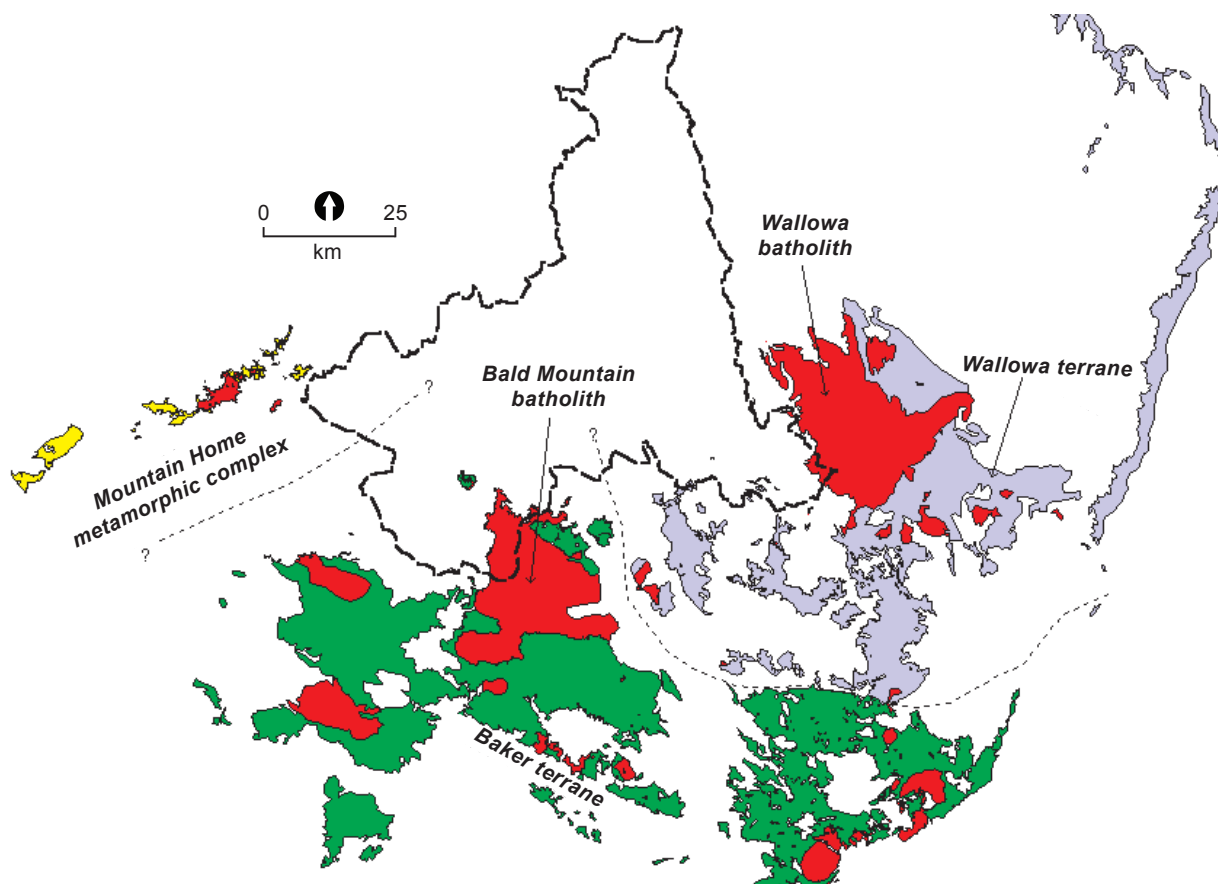 0 25
km
Wallowa
batholith
Bald Mountain
batholith
Wallowa terrane
?
?
Mountain Home
metamorphic complex
?
Baker terrane